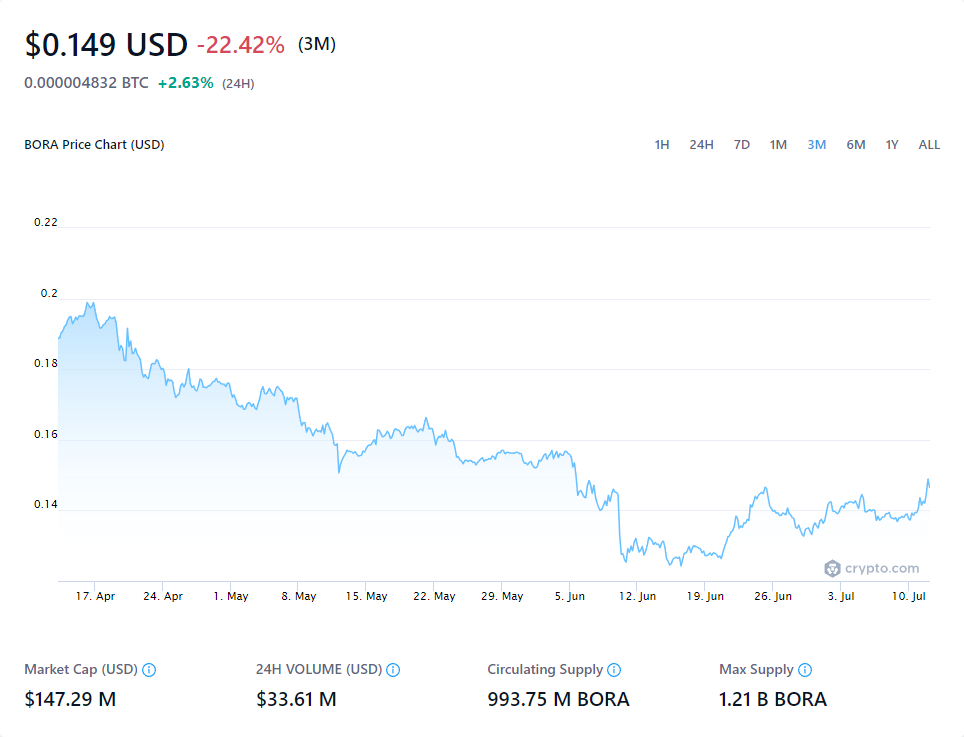 $0.149 USD -22.42% (3M)
0.000004832 BTC +2.63% (24H)
BORA Price Chart (USD) 1H 24H 7D 1M 3M 6M 1Y ALL
0.22
0.2
0.18
0.16
0.14
crypto.com
17. Apr 24. Apr 1. May 8. May 15. May 22. May 29. May 5. Jun 12. Jun 19. Jun 26. Jun 3. Jul 10. Jul
Market Cap (USD) 24H VOLUME (USD) Circulating Supply Max Supply
$147.29 M $33.61 M 993.75 M BORA 1.21 B BORA